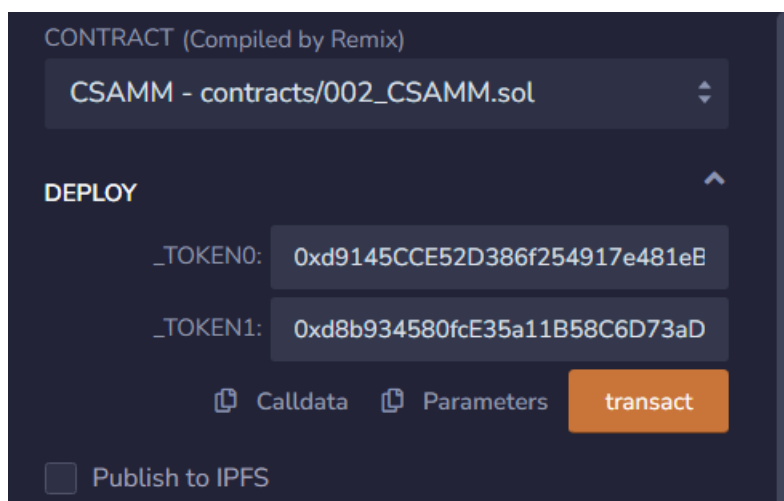 CONTRACT (Compiled by Remix)
CSAMM - contracts/002_CSAMM.sol
DEPLOY
_TOKEN0: 0xd9145CCE52D386f254917e481eB
_TOKEN1: 0xd8b934580fcE35a11B58C6D73aD
Calldata Parameters transact
Publish to IPFS